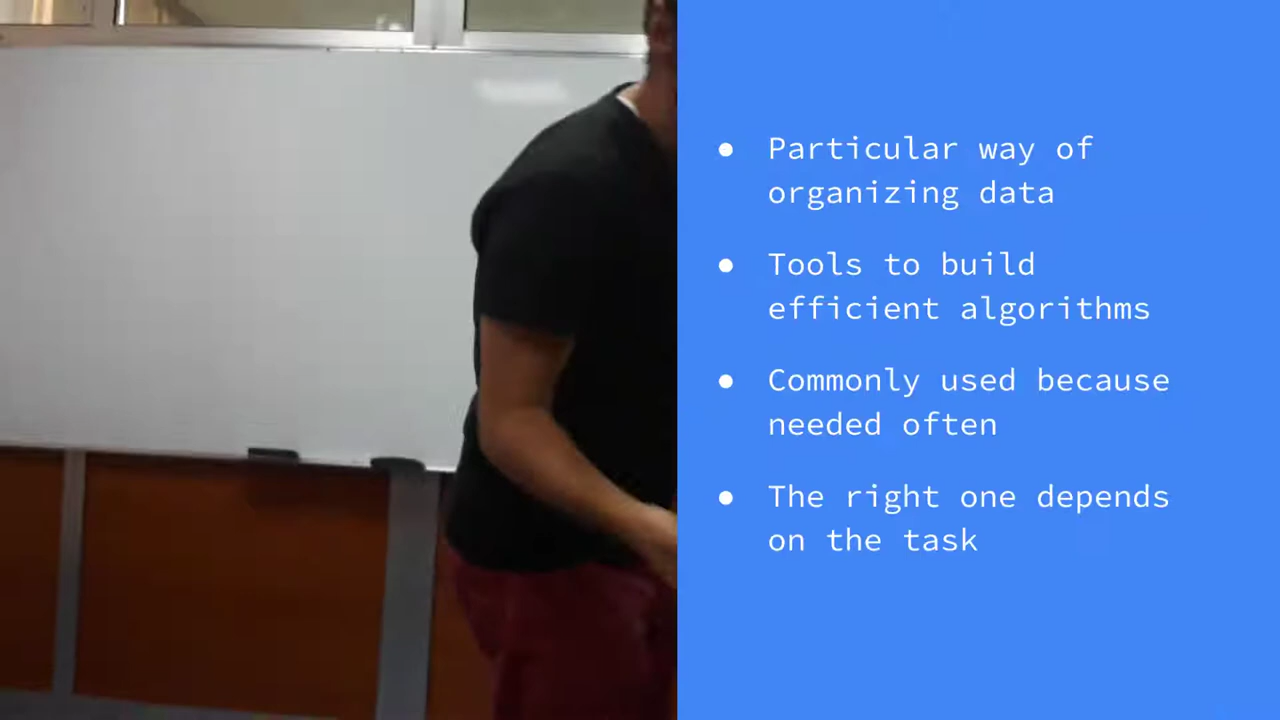 ● Particular way of
organizing data
● Tools to build
efficient algorithms
● Commonly used because
needed often
● The right one depends
on the task